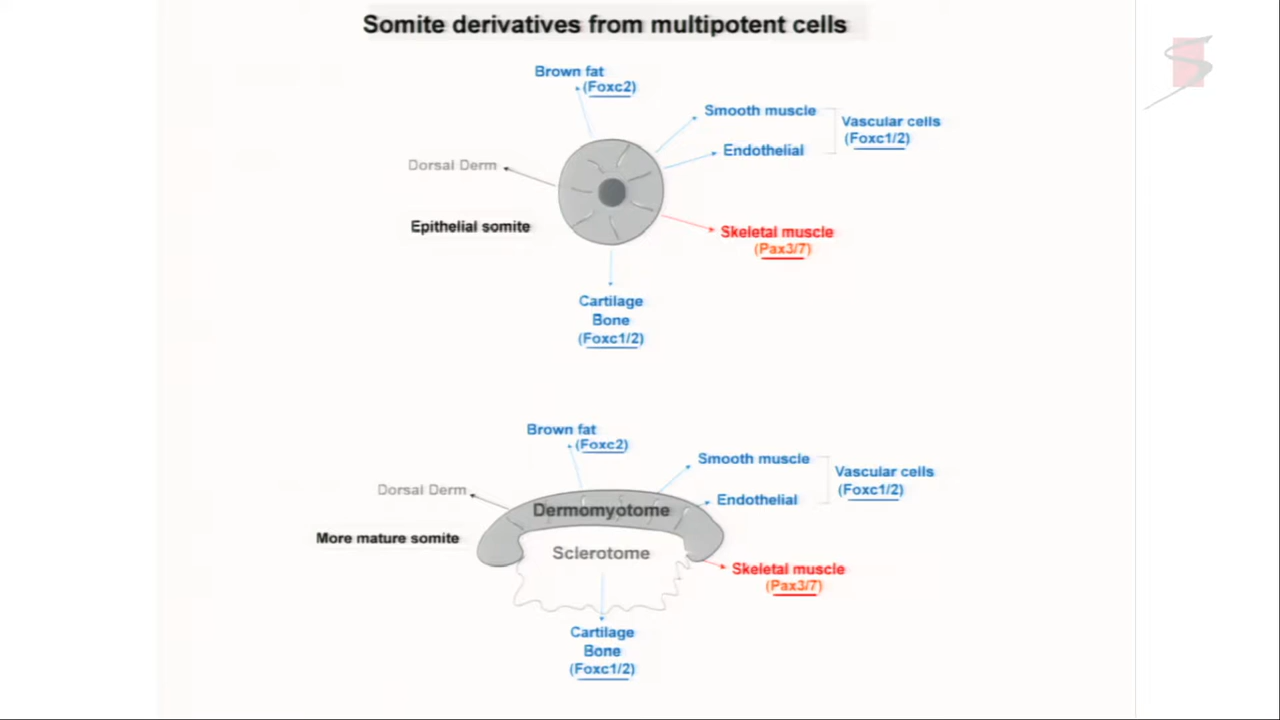 Somite derivatives from multipotent cells
Brown fat
(Foxc2)
Smooth muscle
Endothelial
Vascular cells
(Foxc1/2)
Dorsal Derm
Epithelial somite
Skeletal muscle
(Pax3/7)
Cartilage
Bone
(Foxc1/2)
Brown fat
(Foxc2)
Smooth muscle
Endothelial
Vascular cells
(Foxc1/2)
Dorsal Derm
Dermomyotome
More mature somite
Sclerotome
Skeletal muscle
(Pax3/7)
Cartilage
Bone
(Foxc1/2)